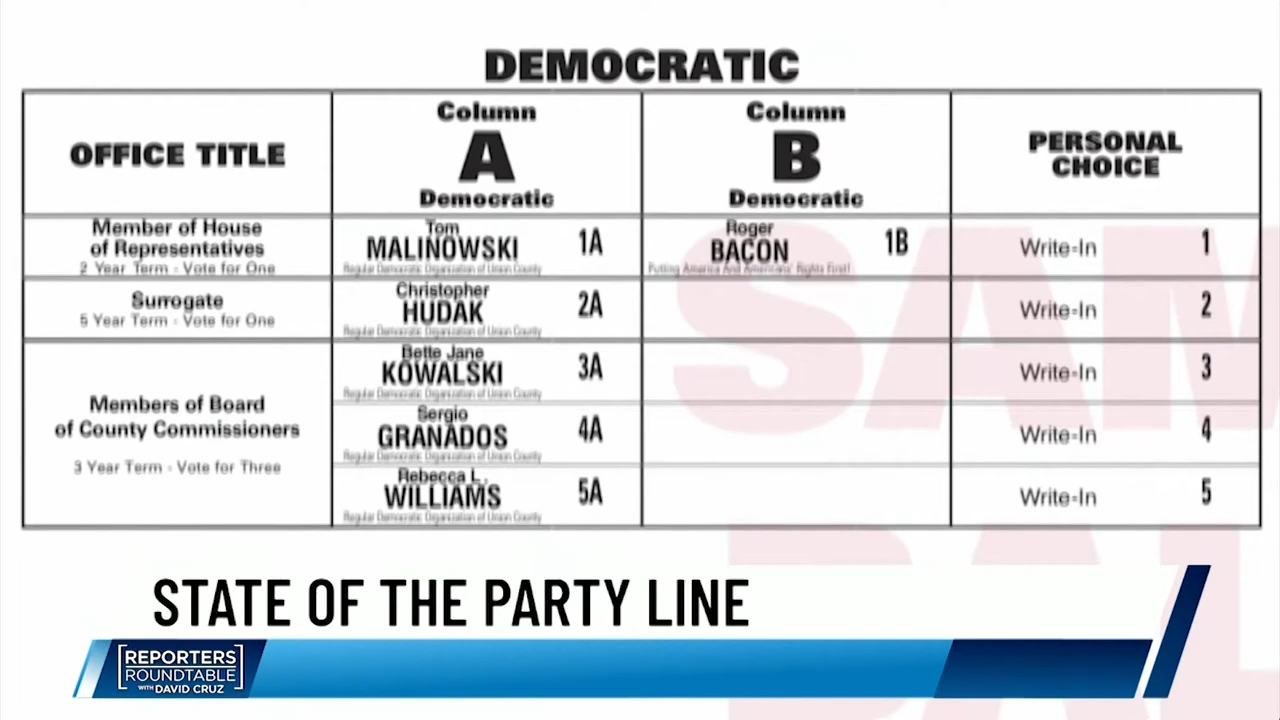 DEMOCRATIC
OFFICE TITLE
Column
A
Democratic
Column
B
Democratic
PERSONAL
CHOICE
Member of House
of Representatives
2 Year Term - Vote for One
Tom
MALINOWSKI
1A
Regular Democratic Organization of Union County
Roger
BACON
1B
Putting America And Americans' Rights First!
Write-In
1
Surrogate
5 Year Term - Vote for One
Christopher
HUDAK
2A
Regular Democratic Organization of Union County
Write-In
2
Members of Board
of County Commissioners
3 Year Term - Vote for Three
Bette Jane
KOWALSKI
3A
Regular Democratic Organization of Union County
Write-In
3
Sergio
GRANADOS
4A
Regular Democratic Organization of Union County
Write-In
4
Rebecca L.
WILLIAMS
5A
Regular Democratic Organization of Union County
Write-In
5
STATE OF THE PARTY LINE
REPORTERS
ROUNDTABLE
WITH DAVID CRUZ